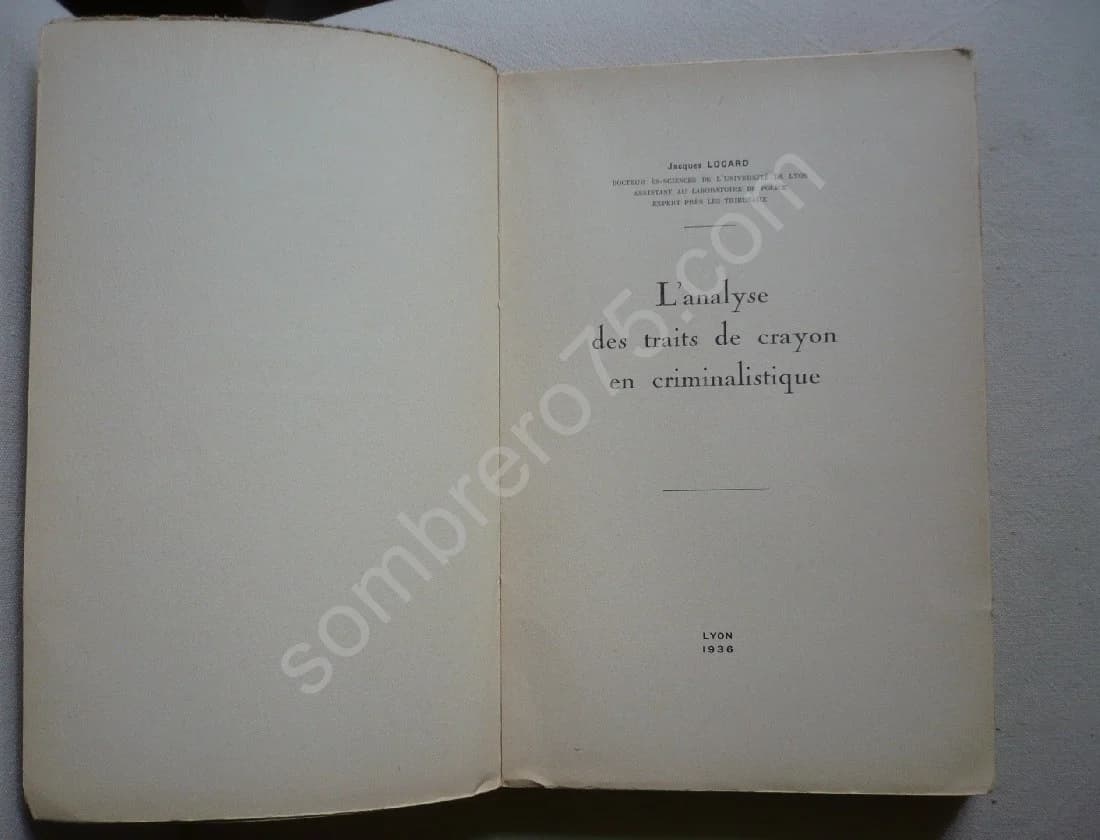 Jacques LOCARD
DOCTEUR ÈS-SCIENCES DE L'UNIVERSITÉ DE LYON
ASSISTANT AU LABORATOIRE DE POLICE
EXPERT PRÈS LES TRIBUNAUX
L'analyse
des traits de crayon
en criminalistique
LYON
1936
sombrero75.com